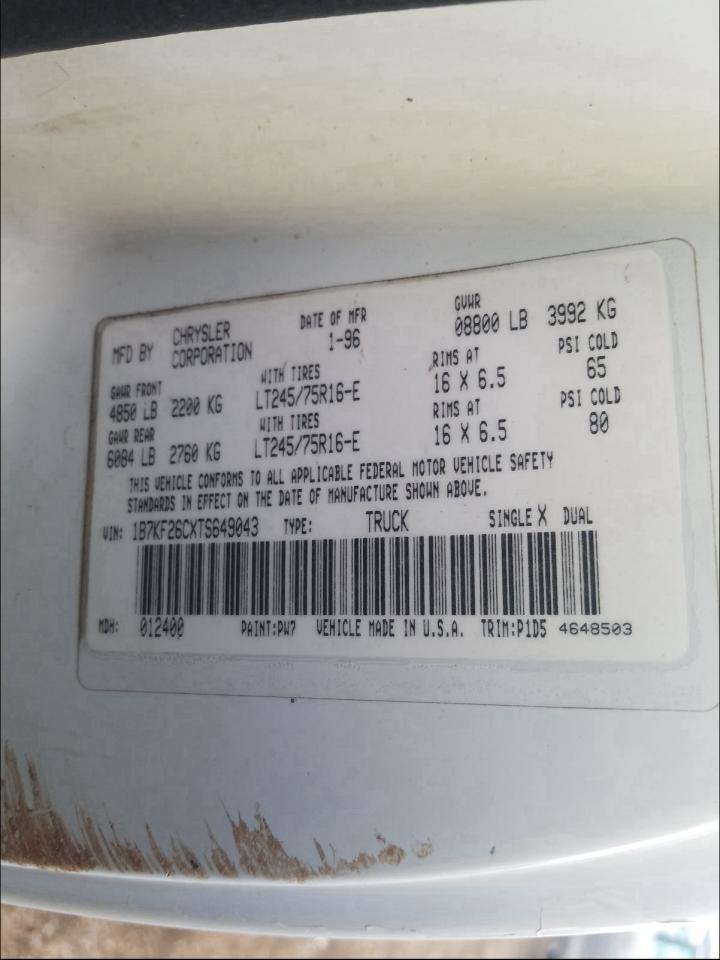 MFD BY CHRYSLER CORPORATION DATE OF MFR 1-96 GVWR 08800 LB 3992 KG
GAWR FRONT WITH TIRES RIMS AT PSI COLD
4850 LB 2200 KG LT245/75R16-E 16 X 6.5 65
GAWR REAR WITH TIRES RIMS AT PSI COLD
6084 LB 2760 KG LT245/75R16-E 16 X 6.5 80
THIS VEHICLE CONFORMS TO ALL APPLICABLE FEDERAL MOTOR VEHICLE SAFETY
STANDARDS IN EFFECT ON THE DATE OF MANUFACTURE SHOWN ABOVE.
VIN: 1B7KF26CXTS649043 TYPE: TRUCK SINGLE X DUAL
MDH: 012400 PAINT:PW7 VEHICLE MADE IN U.S.A. TRIM:P1D5 4648503